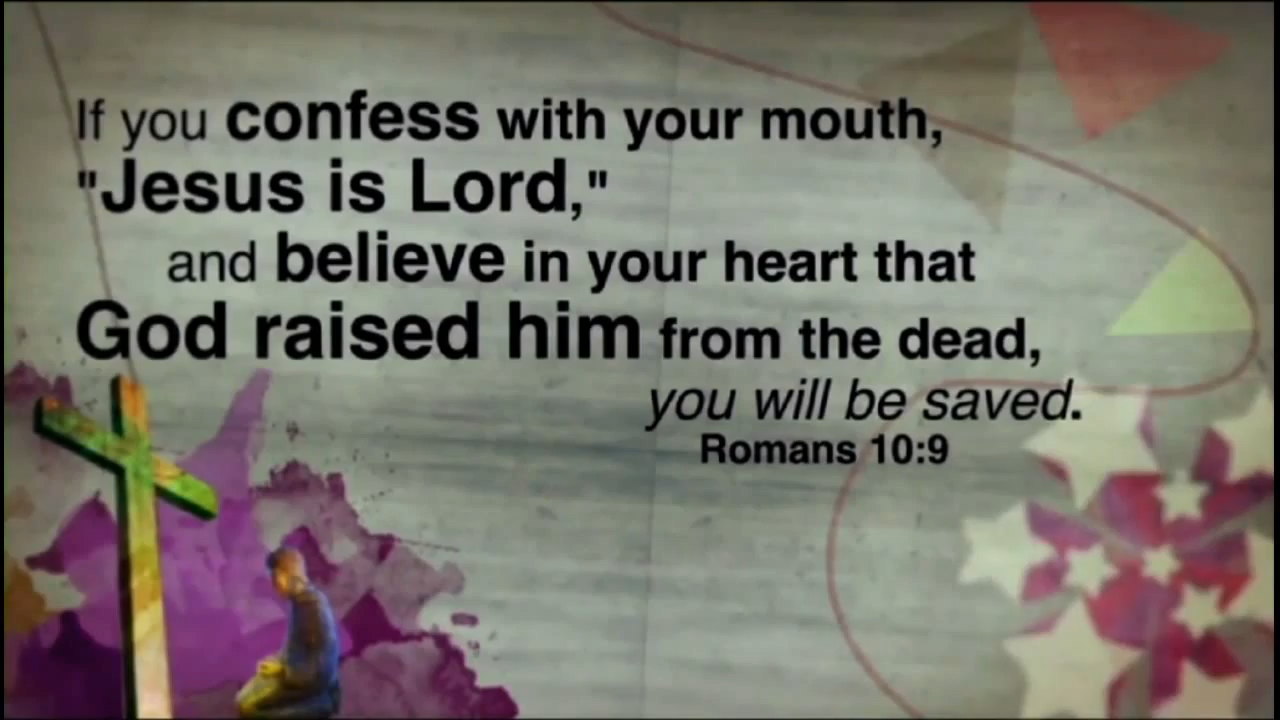 If you confess with your mouth,
"Jesus is Lord,"
and believe in your heart that
God raised him from the dead,
you will be saved.
Romans 10:9